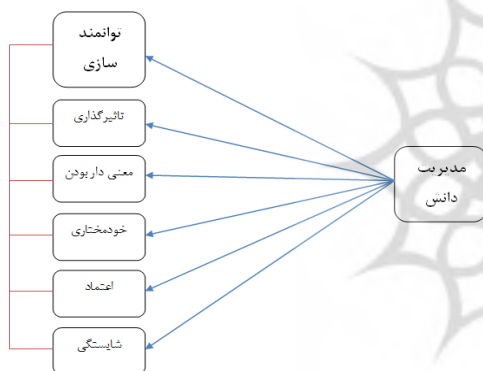 توانمند
سازی
تاثیرگذاری
معنی دار بودن
خودمختاری
اعتماد
شایستگی
مدیریت
دانش